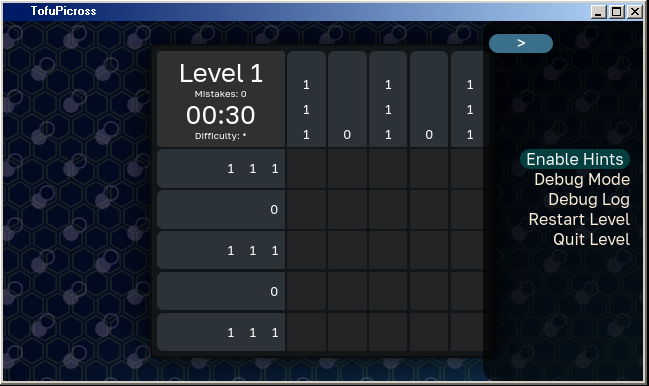 TofuPicross
>
Level 1
Mistakes: 0
00:30
Difficulty: *
1 1 1
1 1 1
1 0 1 0 1
1 1 1
0
1 1 1
0
1 1 1
Enable Hints
Debug Mode
Debug Log
Restart Level
Quit Level